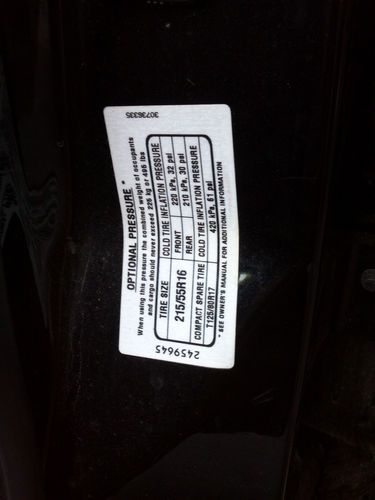 OPTIONAL PRESSURE *
When using this pressure the combined weight of occupants
and cargo should never exceed 225 kg or 495 lbs
TIRE SIZE COLD TIRE INFLATION PRESSURE
215/55R16 FRONT 220 kPa, 32 psi
REAR 210 kPa, 30 psi
COMPACT SPARE TIRE COLD TIRE INFLATION PRESSURE
T125/80R17 420 kPa, 61 psi
* SEE OWNER'S MANUAL FOR ADDITIONAL INFORMATION
30736335
2459645